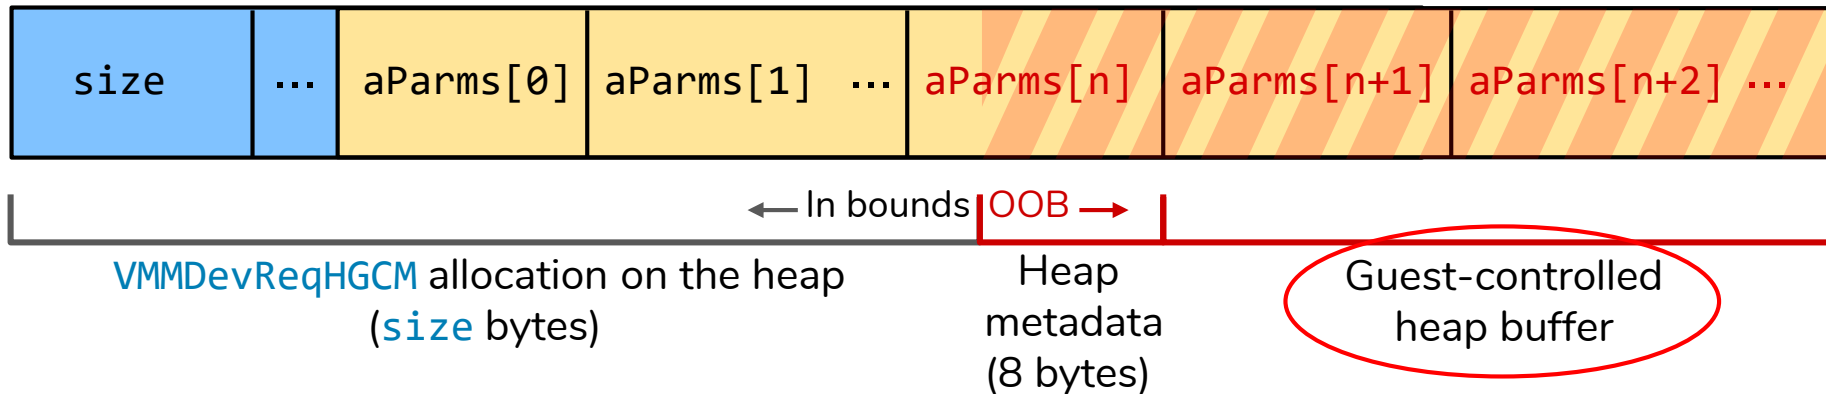 size ... aParms[0] aParms[1] ... aParms[n] aParms[n+1] aParms[n+2] ...
← In bounds OOB →
VMMDevReqHGCM allocation on the heap
(size bytes)
Heap
metadata
(8 bytes)
Guest-controlled
heap buffer